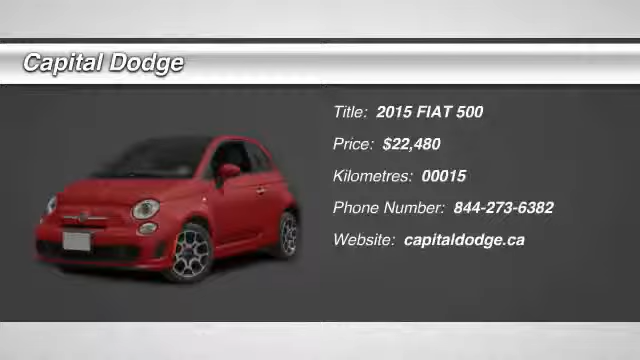 Capital Dodge
Title: 2015 FIAT 500
Price: $22,480
Kilometres: 00015
Phone Number: 844-273-6382
Website: capitaldodge.ca